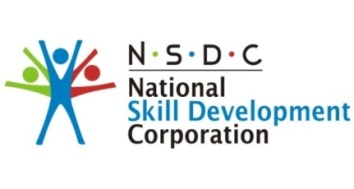 N·S·D·C
National
Skill Development
Corporation